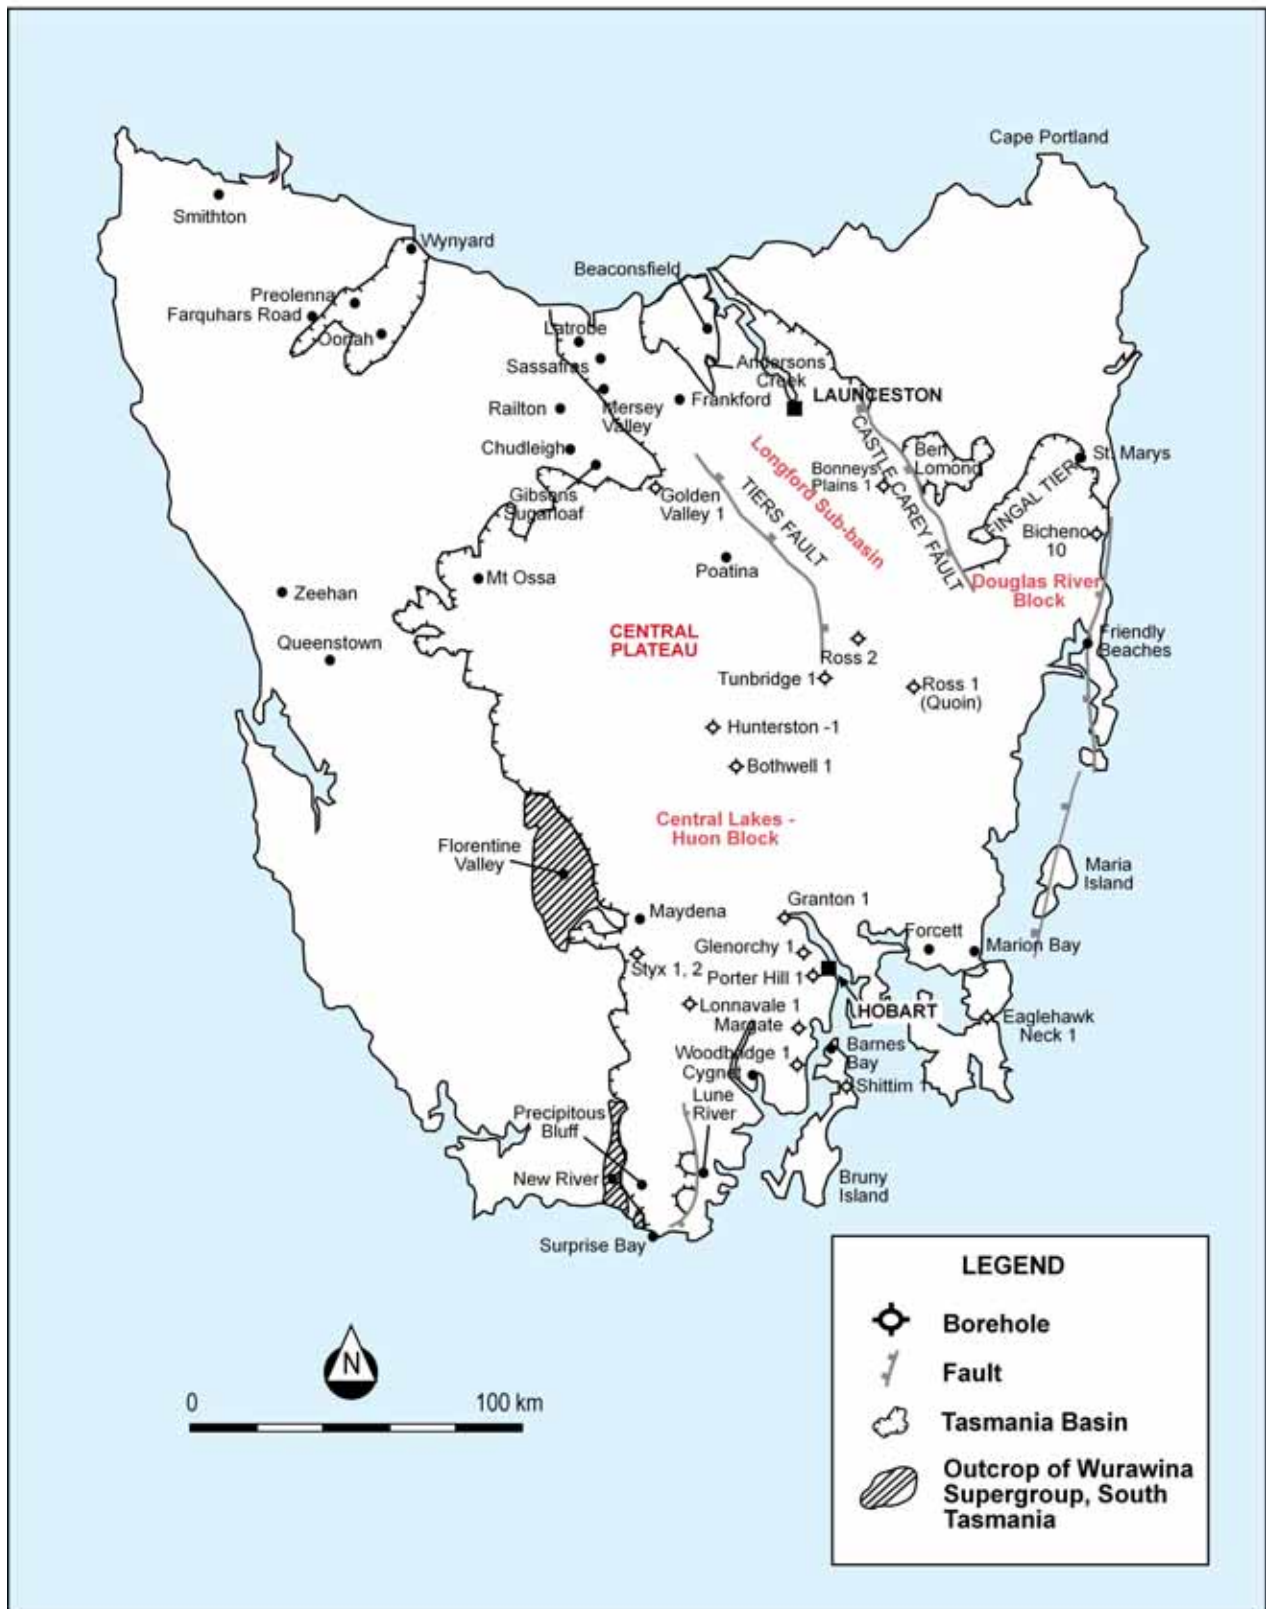 Cape Portland
Smithton
Wynyard
Beaconsfield
Preolenna
Farquhars Road
Oonah
Latrobe
Sassafras
Andersons
Creek
Railton
Mersey
Valley
Frankford
LAUNCESTON
Chudleigh
Longford Sub-basin
CASTLE CAREY FAULT
Ben
Lomond
St. Marys
Bonneys
Plains 1
Gibsons
Sugarloaf
Golden
Valley 1
TIERS FAULT
FINGAL TIER
Bicheno
10
Poatina
Mt Ossa
Douglas River
Block
Zeehan
Queenstown
CENTRAL
PLATEAU
Friendly
Beaches
Ross 2
Tunbridge 1
Ross 1
(Quoin)
Hunterston -1
Bothwell 1
Central Lakes -
Huon Block
Florentine
Valley
Maria
Island
Granton 1
Maydena
Forcett
Marion Bay
Glenorchy 1
Styx 1, 2
Porter Hill 1
Lonnavale 1
HOBART
Eaglehawk
Neck 1
Margate
Woodbridge 1
Barnes
Bay
Cygnet
Shittim 1
Lune
River
Precipitous
Bluff
New River
Bruny
Island
Surprise Bay
LEGEND
Borehole
Fault
Tasmania Basin
Outcrop of Wurawina
Supergroup, South
Tasmania
N
0 100 km